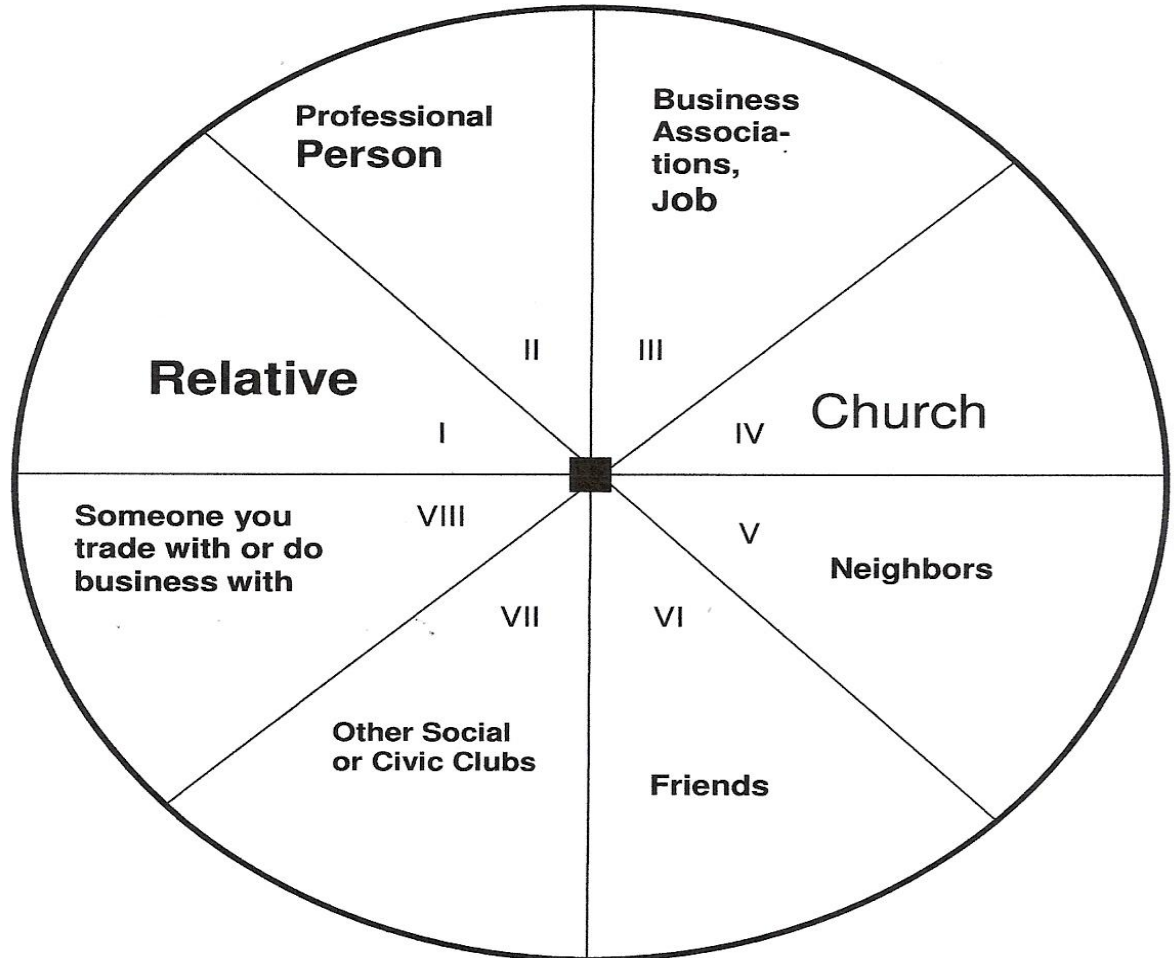 Professional
Person
II
Business
Associa-
tions,
Job
III
Relative
I
Church
IV
Someone you
trade with or do
business with
VIII
V
Neighbors
VII
Other Social
or Civic Clubs
VI
Friends